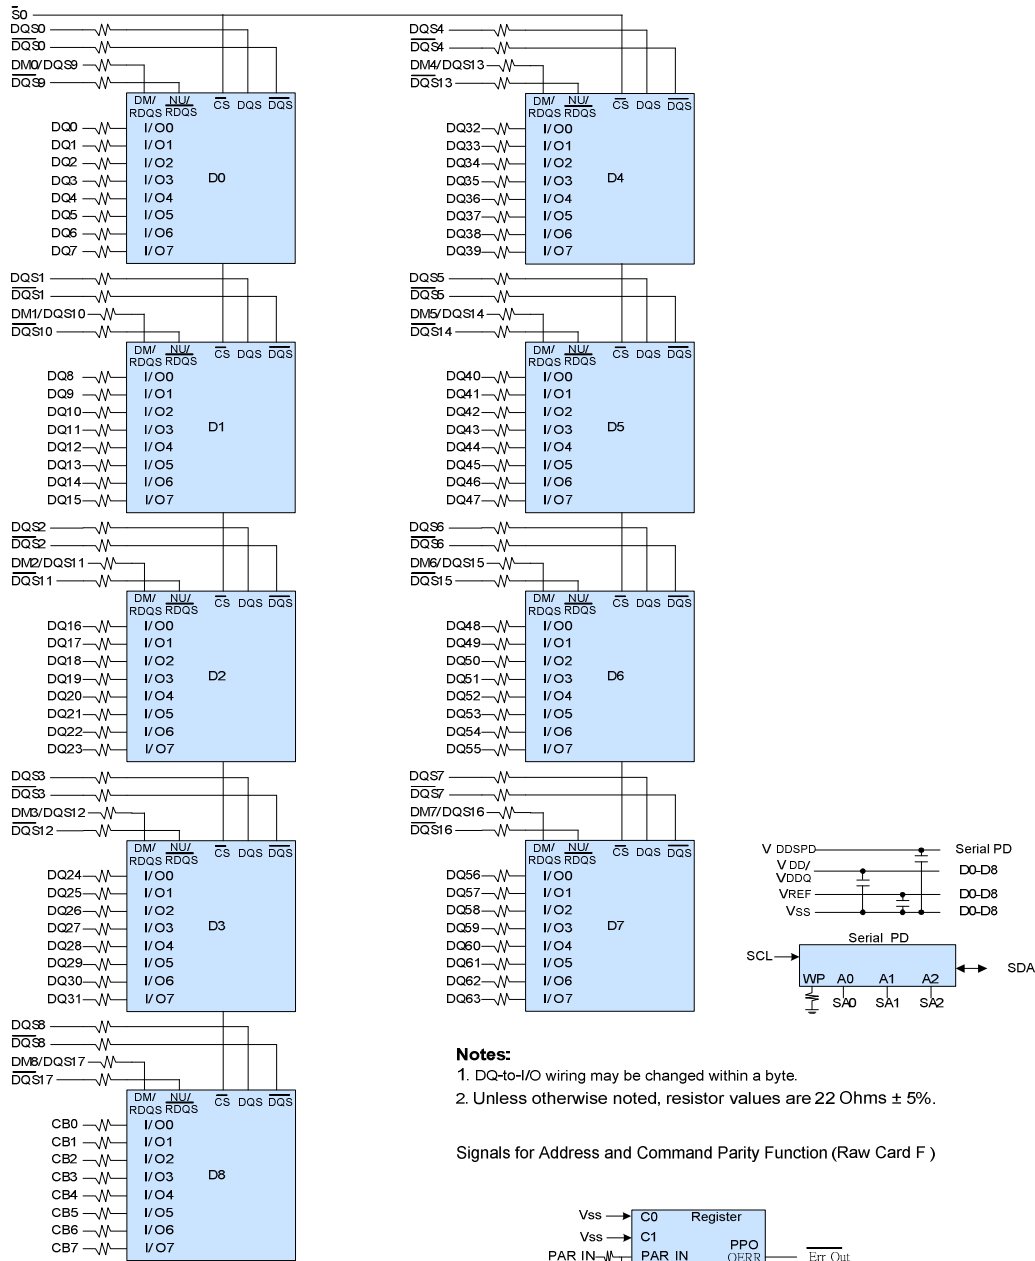 S0
DQS0
DQS0
DM0/DQS9
DQS9
DM/ NU/ CS DQS DQS
RDQS RDQS
DQ0 I/O0
DQ1 I/O1
DQ2 I/O2
DQ3 I/O3 D0
DQ4 I/O4
DQ5 I/O5
DQ6 I/O6
DQ7 I/O7
DQS1
DQS1
DM1/DQS10
DQS10
DM/ NU/ CS DQS DQS
RDQS RDQS
DQ8 I/O0
DQ9 I/O1
DQ10 I/O2
DQ11 I/O3 D1
DQ12 I/O4
DQ13 I/O5
DQ14 I/O6
DQ15 I/O7
DQS2
DQS2
DM2/DQS11
DQS11
DM/ NU/ CS DQS DQS
RDQS RDQS
DQ16 I/O0
DQ17 I/O1
DQ18 I/O2
DQ19 I/O3 D2
DQ20 I/O4
DQ21 I/O5
DQ22 I/O6
DQ23 I/O7
DQS3
DQS3
DM3/DQS12
DQS12
DM/ NU/ CS DQS DQS
RDQS RDQS
DQ24 I/O0
DQ25 I/O1
DQ26 I/O2
DQ27 I/O3 D3
DQ28 I/O4
DQ29 I/O5
DQ30 I/O6
DQ31 I/O7
DQS8
DQS8
DM8/DQS17
DQS17
DM/ NU/ CS DQS DQS
RDQS RDQS
CB0 I/O0
CB1 I/O1
CB2 I/O2
CB3 I/O3 D8
CB4 I/O4
CB5 I/O5
CB6 I/O6
CB7 I/O7
DQS4
DQS4
DM4/DQS13
DQS13
DM/ NU/ CS DQS DQS
RDQS RDQS
DQ32 I/O0
DQ33 I/O1
DQ34 I/O2
DQ35 I/O3 D4
DQ36 I/O4
DQ37 I/O5
DQ38 I/O6
DQ39 I/O7
DQS5
DQS5
DM5/DQS14
DQS14
DM/ NU/ CS DQS DQS
RDQS RDQS
DQ40 I/O0
DQ41 I/O1
DQ42 I/O2
DQ43 I/O3 D5
DQ44 I/O4
DQ45 I/O5
DQ46 I/O6
DQ47 I/O7
DQS6
DQS6
DM6/DQS15
DQS15
DM/ NU/ CS DQS DQS
RDQS RDQS
DQ48 I/O0
DQ49 I/O1
DQ50 I/O2
DQ51 I/O3 D6
DQ52 I/O4
DQ53 I/O5
DQ54 I/O6
DQ55 I/O7
DQS7
DQS7
DM7/DQS16
DQS16
DM/ NU/ CS DQS DQS
RDQS RDQS
DQ56 I/O0
DQ57 I/O1
DQ58 I/O2
DQ59 I/O3 D7
DQ60 I/O4
DQ61 I/O5
DQ62 I/O6
DQ63 I/O7
V DDSPD Serial PD
V DD/ D0-D8
VDDQ
VREF D0-D8
Vss D0-D8
Serial PD
SCL SDA
WP A0 A1 A2
SA0 SA1 SA2
Notes:
1. DQ-to-I/O wiring may be changed within a byte.
2. Unless otherwise noted, resistor values are 22 Ohms ± 5%.
Signals for Address and Command Parity Function (Raw Card F )
Vss C0 Register
Vss C1
PPO
PAR IN PAR IN QERR Err Out